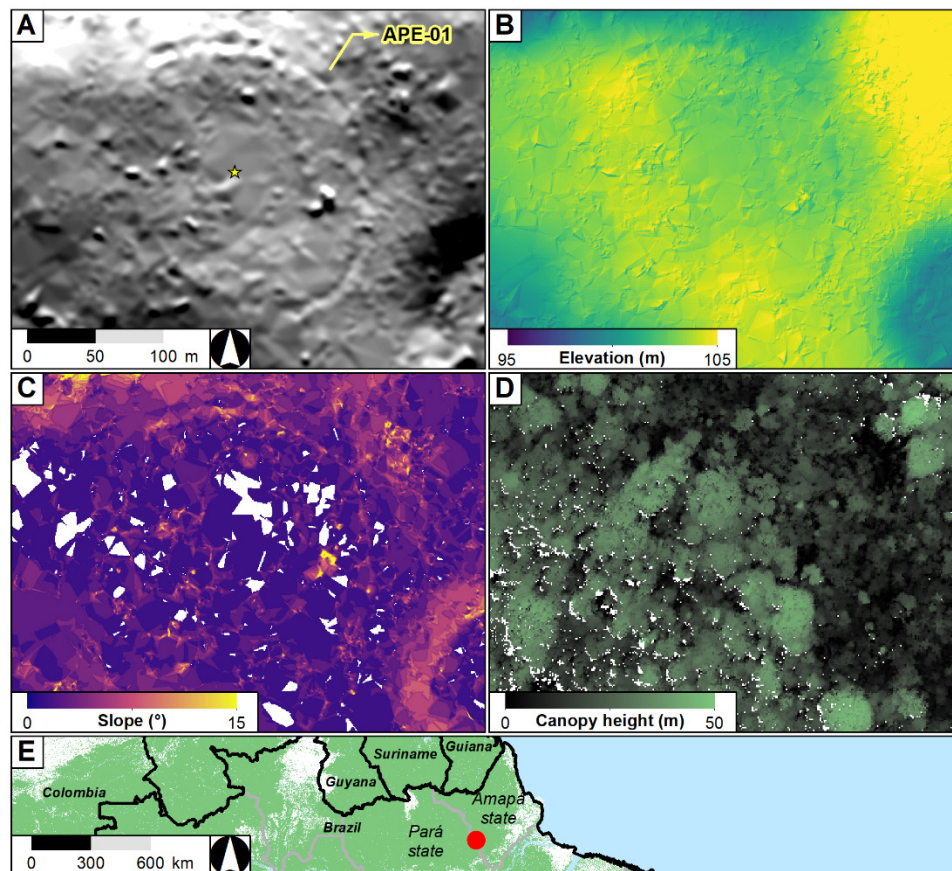 A
APE-01
0 50 100 m
B
95 Elevation (m) 105
C
0 Slope (°) 15
D
0 Canopy height (m) 50
E
Colombia
Guyana
Suriname
Guiana
Brazil
Pará
state
Amapá
state
0 300 600 km